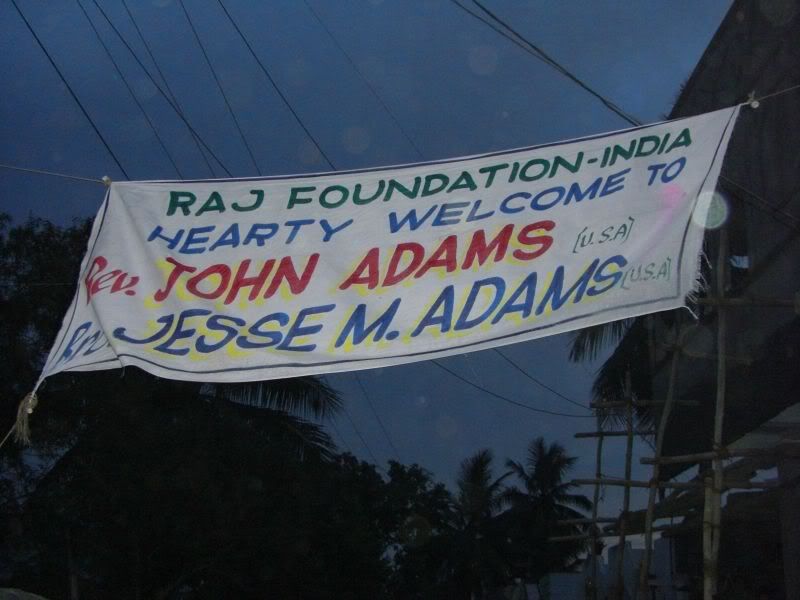 RAJ FOUNDATION-INDIA
HEARTY WELCOME TO
Rev. JOHN ADAMS (U.S.A)
JESSE M. ADAMS (U.S.A)